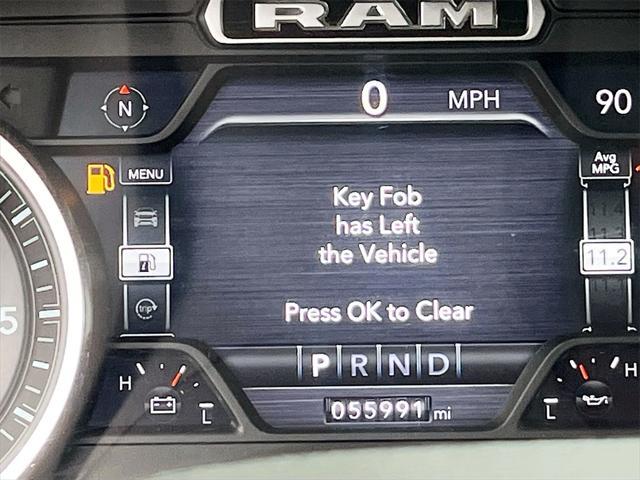 RAM
0 MPH
90
N
MENU
Avg
MPG
Key Fob
has Left
the Vehicle
11.2
trip
Press OK to Clear
5
P R N D
H
L
H
L
055991 mi